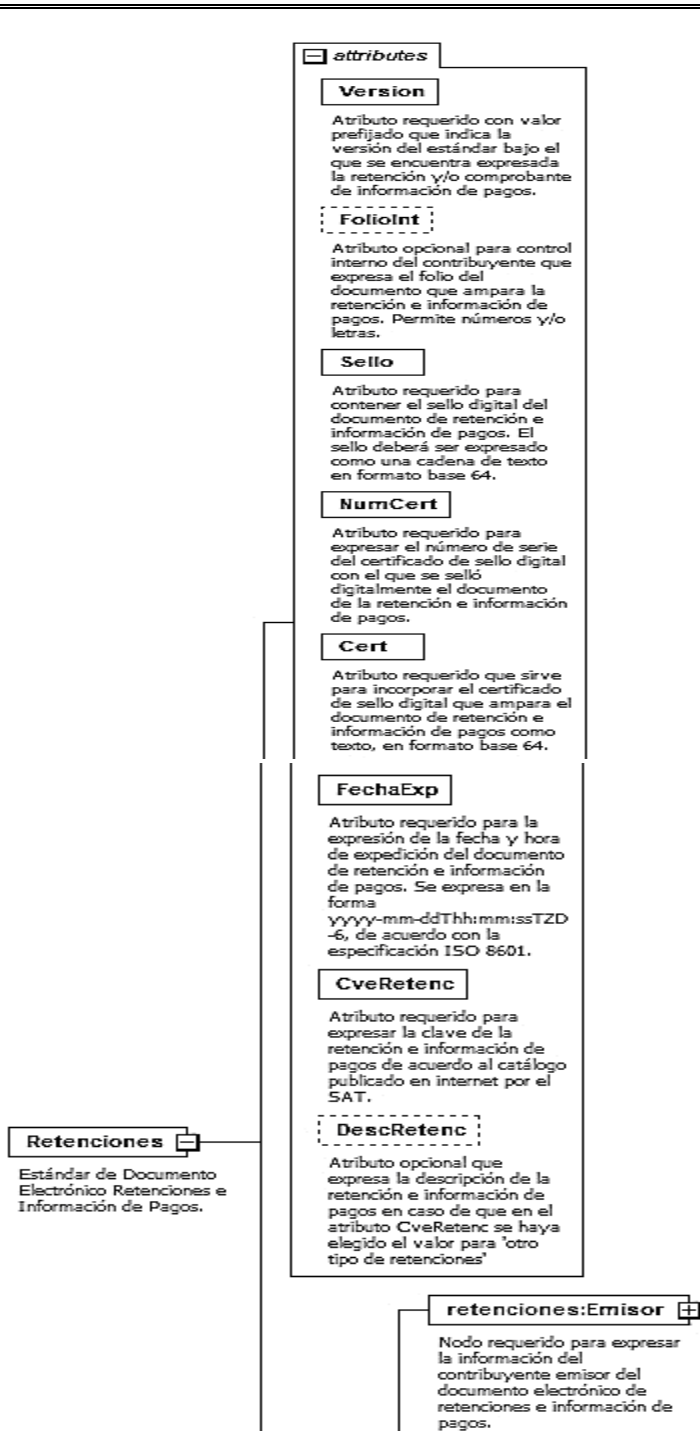 attributes
Version
Atributo requerido con valor
prefijado que indica la
versión del estándar bajo el
que se encuentra expresada
la retención y/o comprobante
de información de pagos.
FolioInt
Atributo opcional para control
interno del contribuyente que
expresa el folio del
documento que ampara la
retención e información de
pagos. Permite números y/o
letras.
Sello
Atributo requerido para
contener el sello digital del
documento de retención e
información de pagos. El
sello deberá ser expresado
como una cadena de texto
en formato base 64.
NumCert
Atributo requerido para
expresar el número de serie
del certificado de sello digital
con el que se selló
digitalmente el documento
de la retención e información
de pagos.
Cert
Atributo requerido que sirve
para incorporar el certificado
de sello digital que ampara el
documento de retención e
información de pagos como
texto, en formato base 64.
FechaExp
Atributo requerido para la
expresión de la fecha y hora
de expedición del documento
de retención e información
de pagos. Se expresa en la
forma
yyyy-mm-ddThh:mm:ssTZD
-6, de acuerdo con la
especificación ISO 8601.
CveRetenc
Atributo requerido para
expresar la clave de la
retención e información de
pagos de acuerdo al catálogo
publicado en internet por el
SAT.
DescRetenc
Atributo opcional que
expresa la descripción de la
retención e información de
pagos en caso de que en el
atributo CveRetenc se haya
elegido el valor para 'otro
tipo de retenciones'
Retenciones
Estándar de Documento
Electrónico Retenciones e
Información de Pagos.
retenciones:Emisor
Nodo requerido para expresar
la información del
contribuyente emisor del
documento electrónico de
retenciones e información de
pagos.